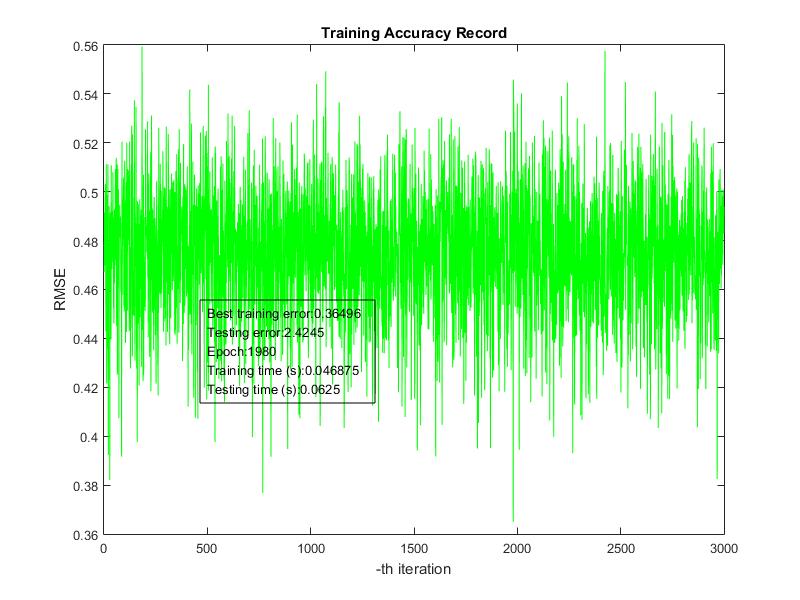 Training Accuracy Record
0.56
0.54
0.52
0.5
0.48
0.46
0.44
0.42
0.4
0.38
0.36
RMSE
Best training error:0.36496
Testing error:2.4245
Epoch:1980
Training time (s):0.046875
Testing time (s):0.0625
0 500 1000 1500 2000 2500 3000
-th iteration